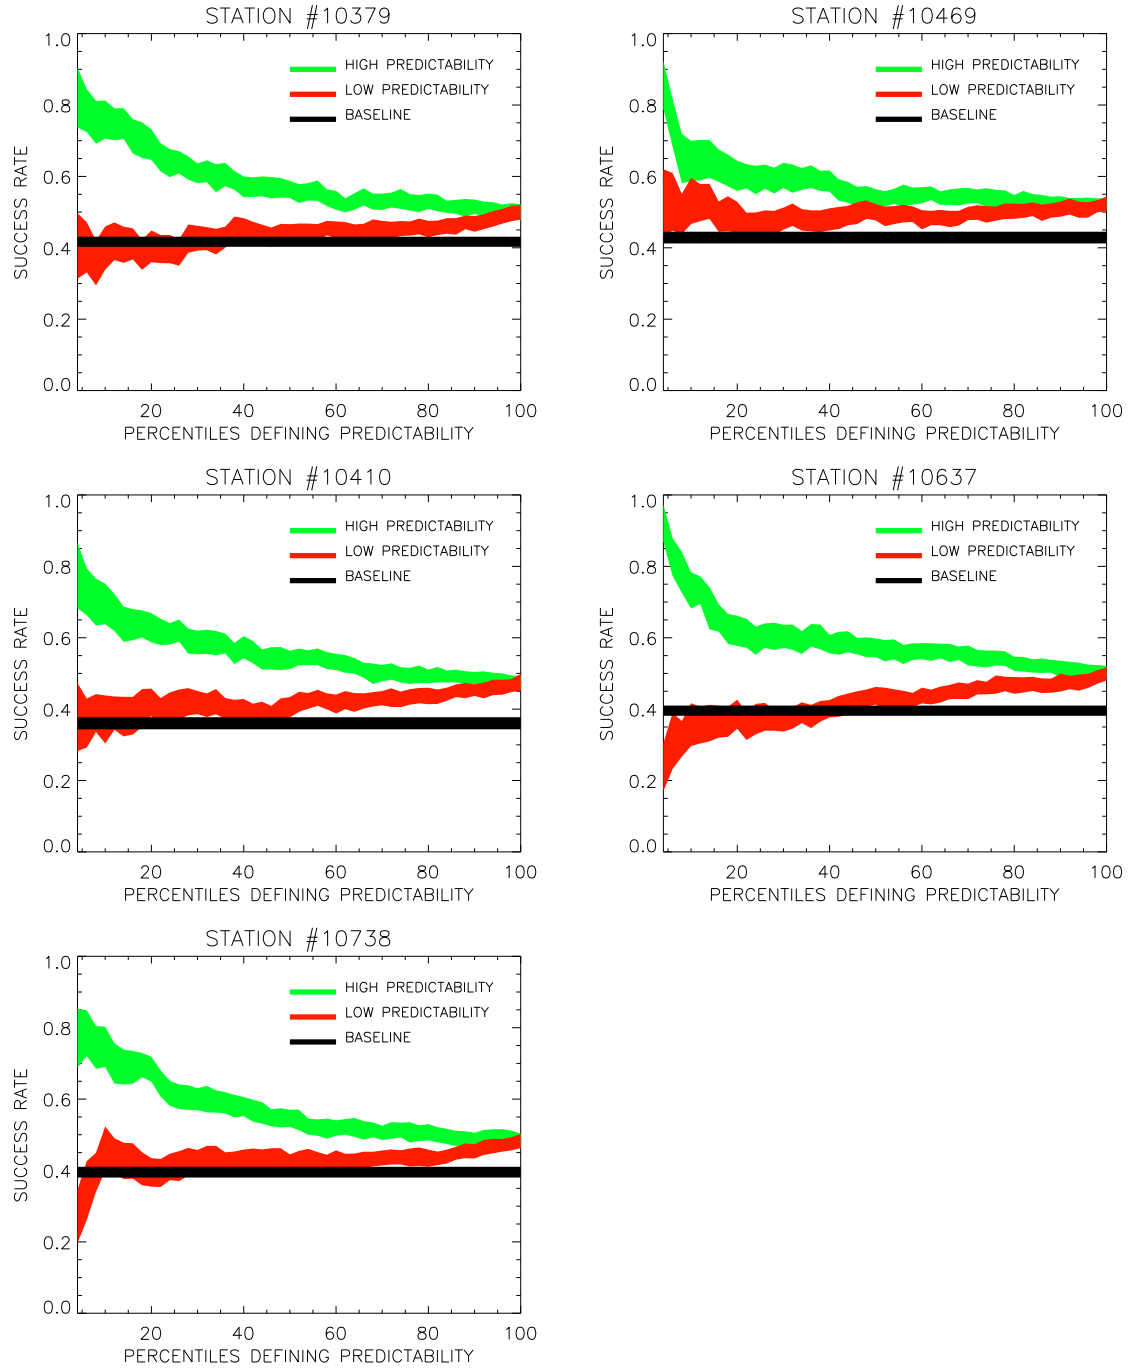 STATION #10379
1.0
0.8
0.6
0.4
0.2
0.0
SUCCESS RATE
HIGH PREDICTABILITY
LOW PREDICTABILITY
BASELINE
20 40 60 80 100
PERCENTILES DEFINING PREDICTABILITY
STATION #10469
1.0
0.8
0.6
0.4
0.2
0.0
SUCCESS RATE
HIGH PREDICTABILITY
LOW PREDICTABILITY
BASELINE
20 40 60 80 100
PERCENTILES DEFINING PREDICTABILITY
STATION #10410
1.0
0.8
0.6
0.4
0.2
0.0
SUCCESS RATE
HIGH PREDICTABILITY
LOW PREDICTABILITY
BASELINE
20 40 60 80 100
PERCENTILES DEFINING PREDICTABILITY
STATION #10637
1.0
0.8
0.6
0.4
0.2
0.0
SUCCESS RATE
HIGH PREDICTABILITY
LOW PREDICTABILITY
BASELINE
20 40 60 80 100
PERCENTILES DEFINING PREDICTABILITY
STATION #10738
1.0
0.8
0.6
0.4
0.2
0.0
SUCCESS RATE
HIGH PREDICTABILITY
LOW PREDICTABILITY
BASELINE
20 40 60 80 100
PERCENTILES DEFINING PREDICTABILITY